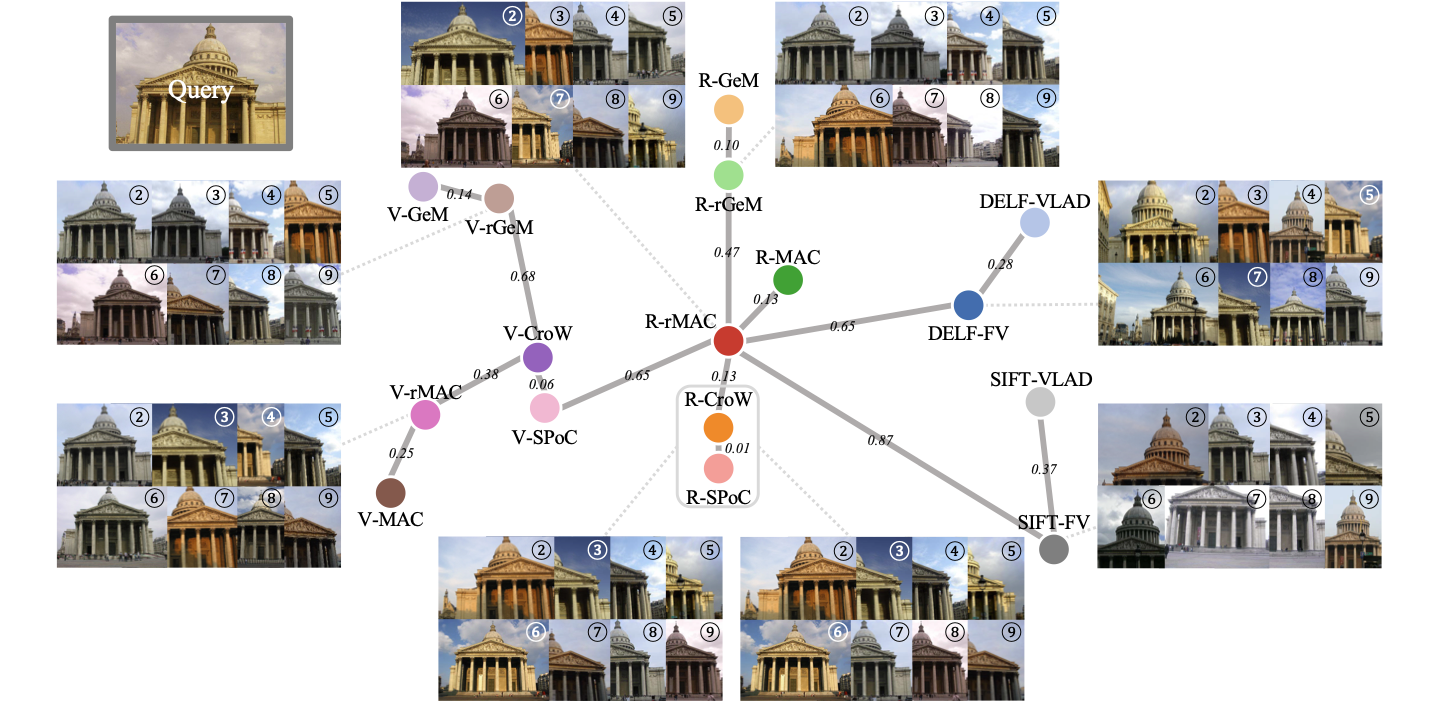 Query
② ③ ④ ⑤
⑥ ⑦ ⑧ ⑨
② ③ ④ ⑤
⑥ ⑦ ⑧ ⑨
R-GeM
0.10
R-rGeM
0.47
② ③ ④ ⑤
⑥ ⑦ ⑧ ⑨
V-GeM
0.14
V-rGeM
0.68
R-MAC
0.13
DELF-VLAD
0.28
DELF-FV
② ③ ④ ⑤
⑥ ⑦ ⑧ ⑨
R-rMAC
0.65
V-CroW
0.06
V-SPoC
0.38
0.65
V-rMAC
0.25
V-MAC
② ③ ④ ⑤
⑥ ⑦ ⑧ ⑨
0.13
R-CroW
0.01
R-SPoC
0.87
SIFT-VLAD
0.37
SIFT-FV
② ③ ④ ⑤
⑥ ⑦ ⑧ ⑨
② ③ ④ ⑤
⑥ ⑦ ⑧ ⑨
② ③ ④ ⑤
⑥ ⑦ ⑧ ⑨